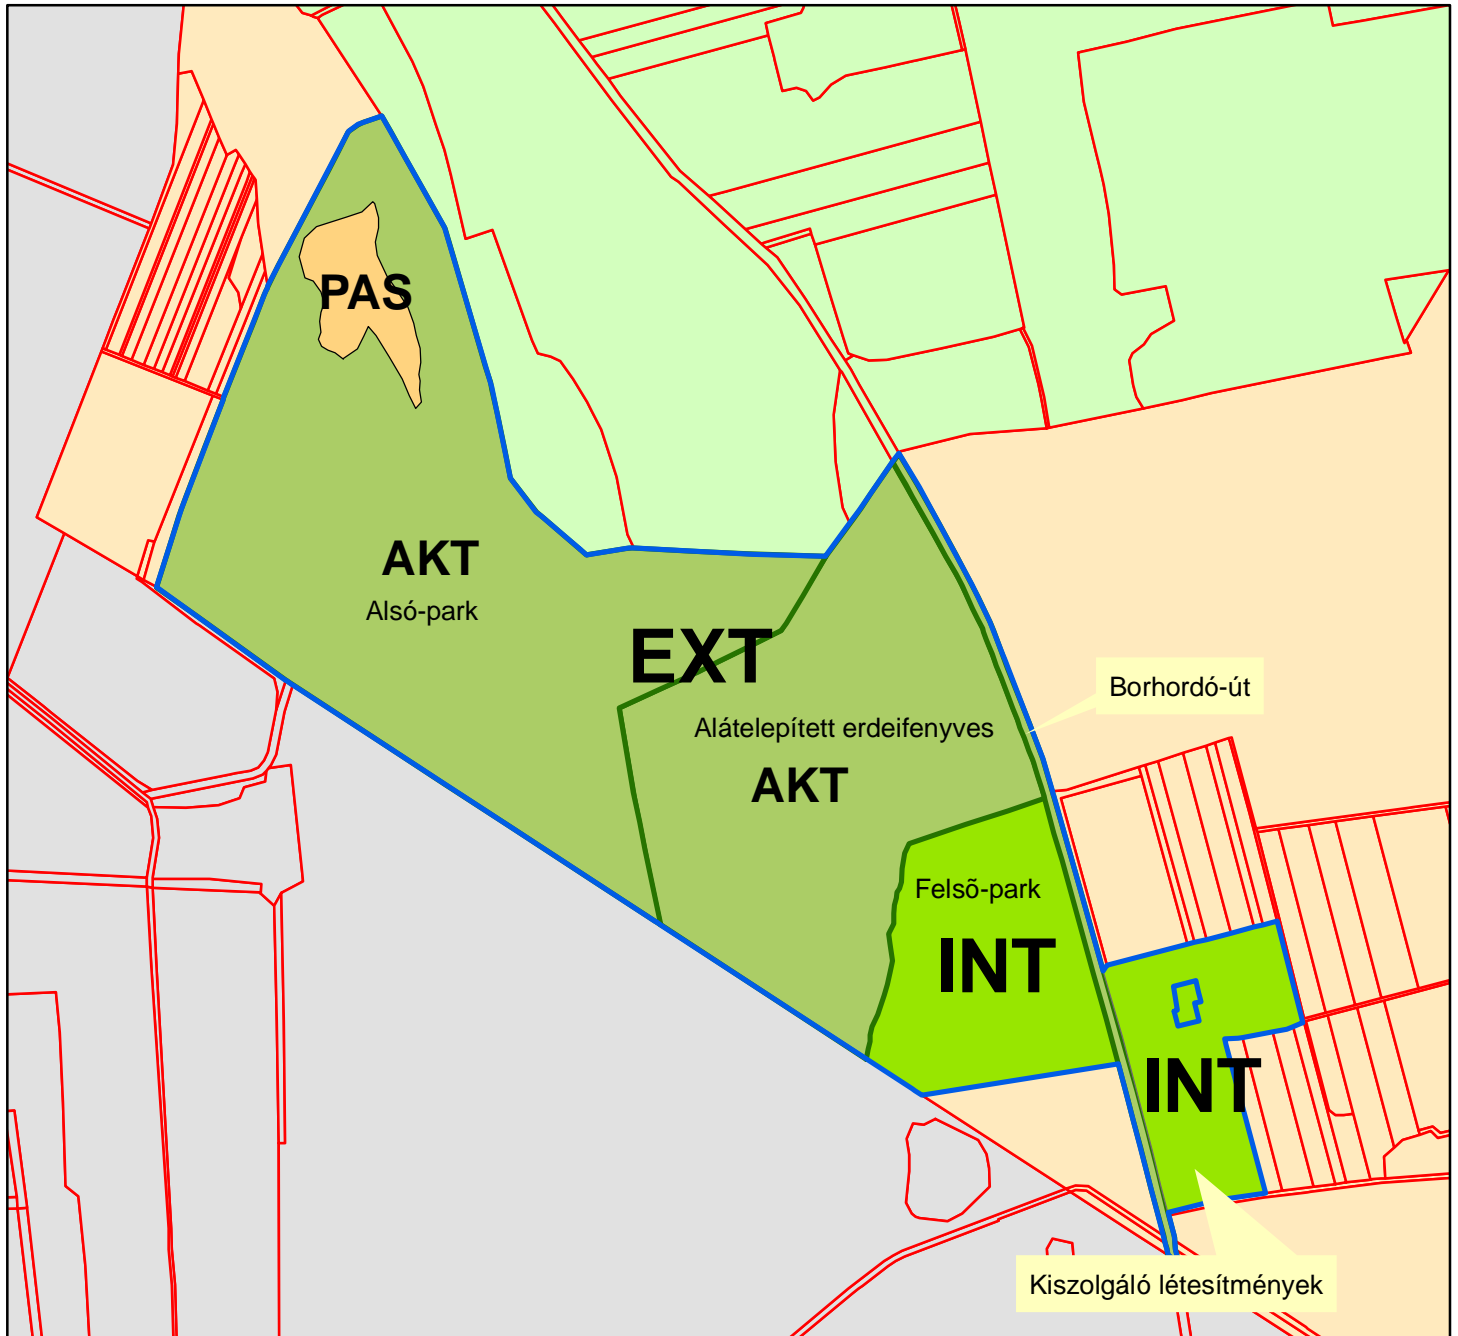 PAS
AKT
Alsó-park
EXT
Borhordó-út
Alátelepített erdeifenyves
AKT
Felsõ-park
INT
INT
Kiszolgáló létesítmények